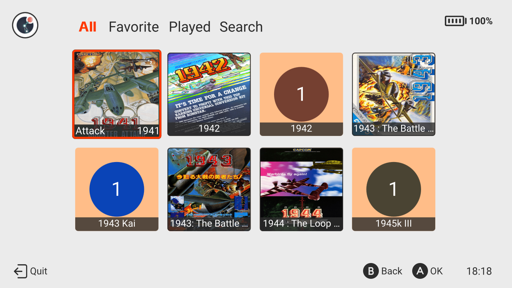 All Favorite Played Search
100%
1941
Attack 1941
1942
IT'S TIME FOR A CHANGE
1942
1
1942
1943 : The Battle ...
1
1943 Kai
1943
1943: The Battle ...
1944
1944 : The Loop ...
1
1945k III
Quit
B Back
A OK
18:18